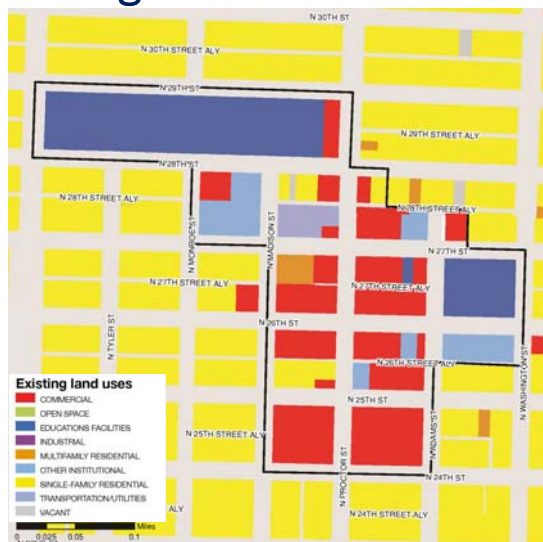 N 30TH ST
N 30TH STREET ALY
N 29TH ST
N 29TH STREET ALY
N 28TH ST
N 28TH STREET ALY
N 28TH STREET ALY
N MONROE ST
N MADISON ST
N 27TH ST
N 27TH STREET ALY
N 27TH STREET ALY
N 26TH ST
N TYLER ST
N 26TH STREET ALY
N WASHINGTON ST
Existing land uses
COMMERCIAL
OPEN SPACE
EDUCATIONS FACILITIES
INDUSTRIAL
MULTIFAMILY RESIDENTIAL
OTHER INSTITUTIONAL
SINGLE-FAMILY RESIDENTIAL
TRANSPORTATION/UTILITIES
VACANT
N 25TH ST
N 25TH STREET ALY
N PROCTOR ST
N ADAMS ST
N 24TH ST
N 24TH STREET ALY
Miles
0 0.025 0.05 0.1